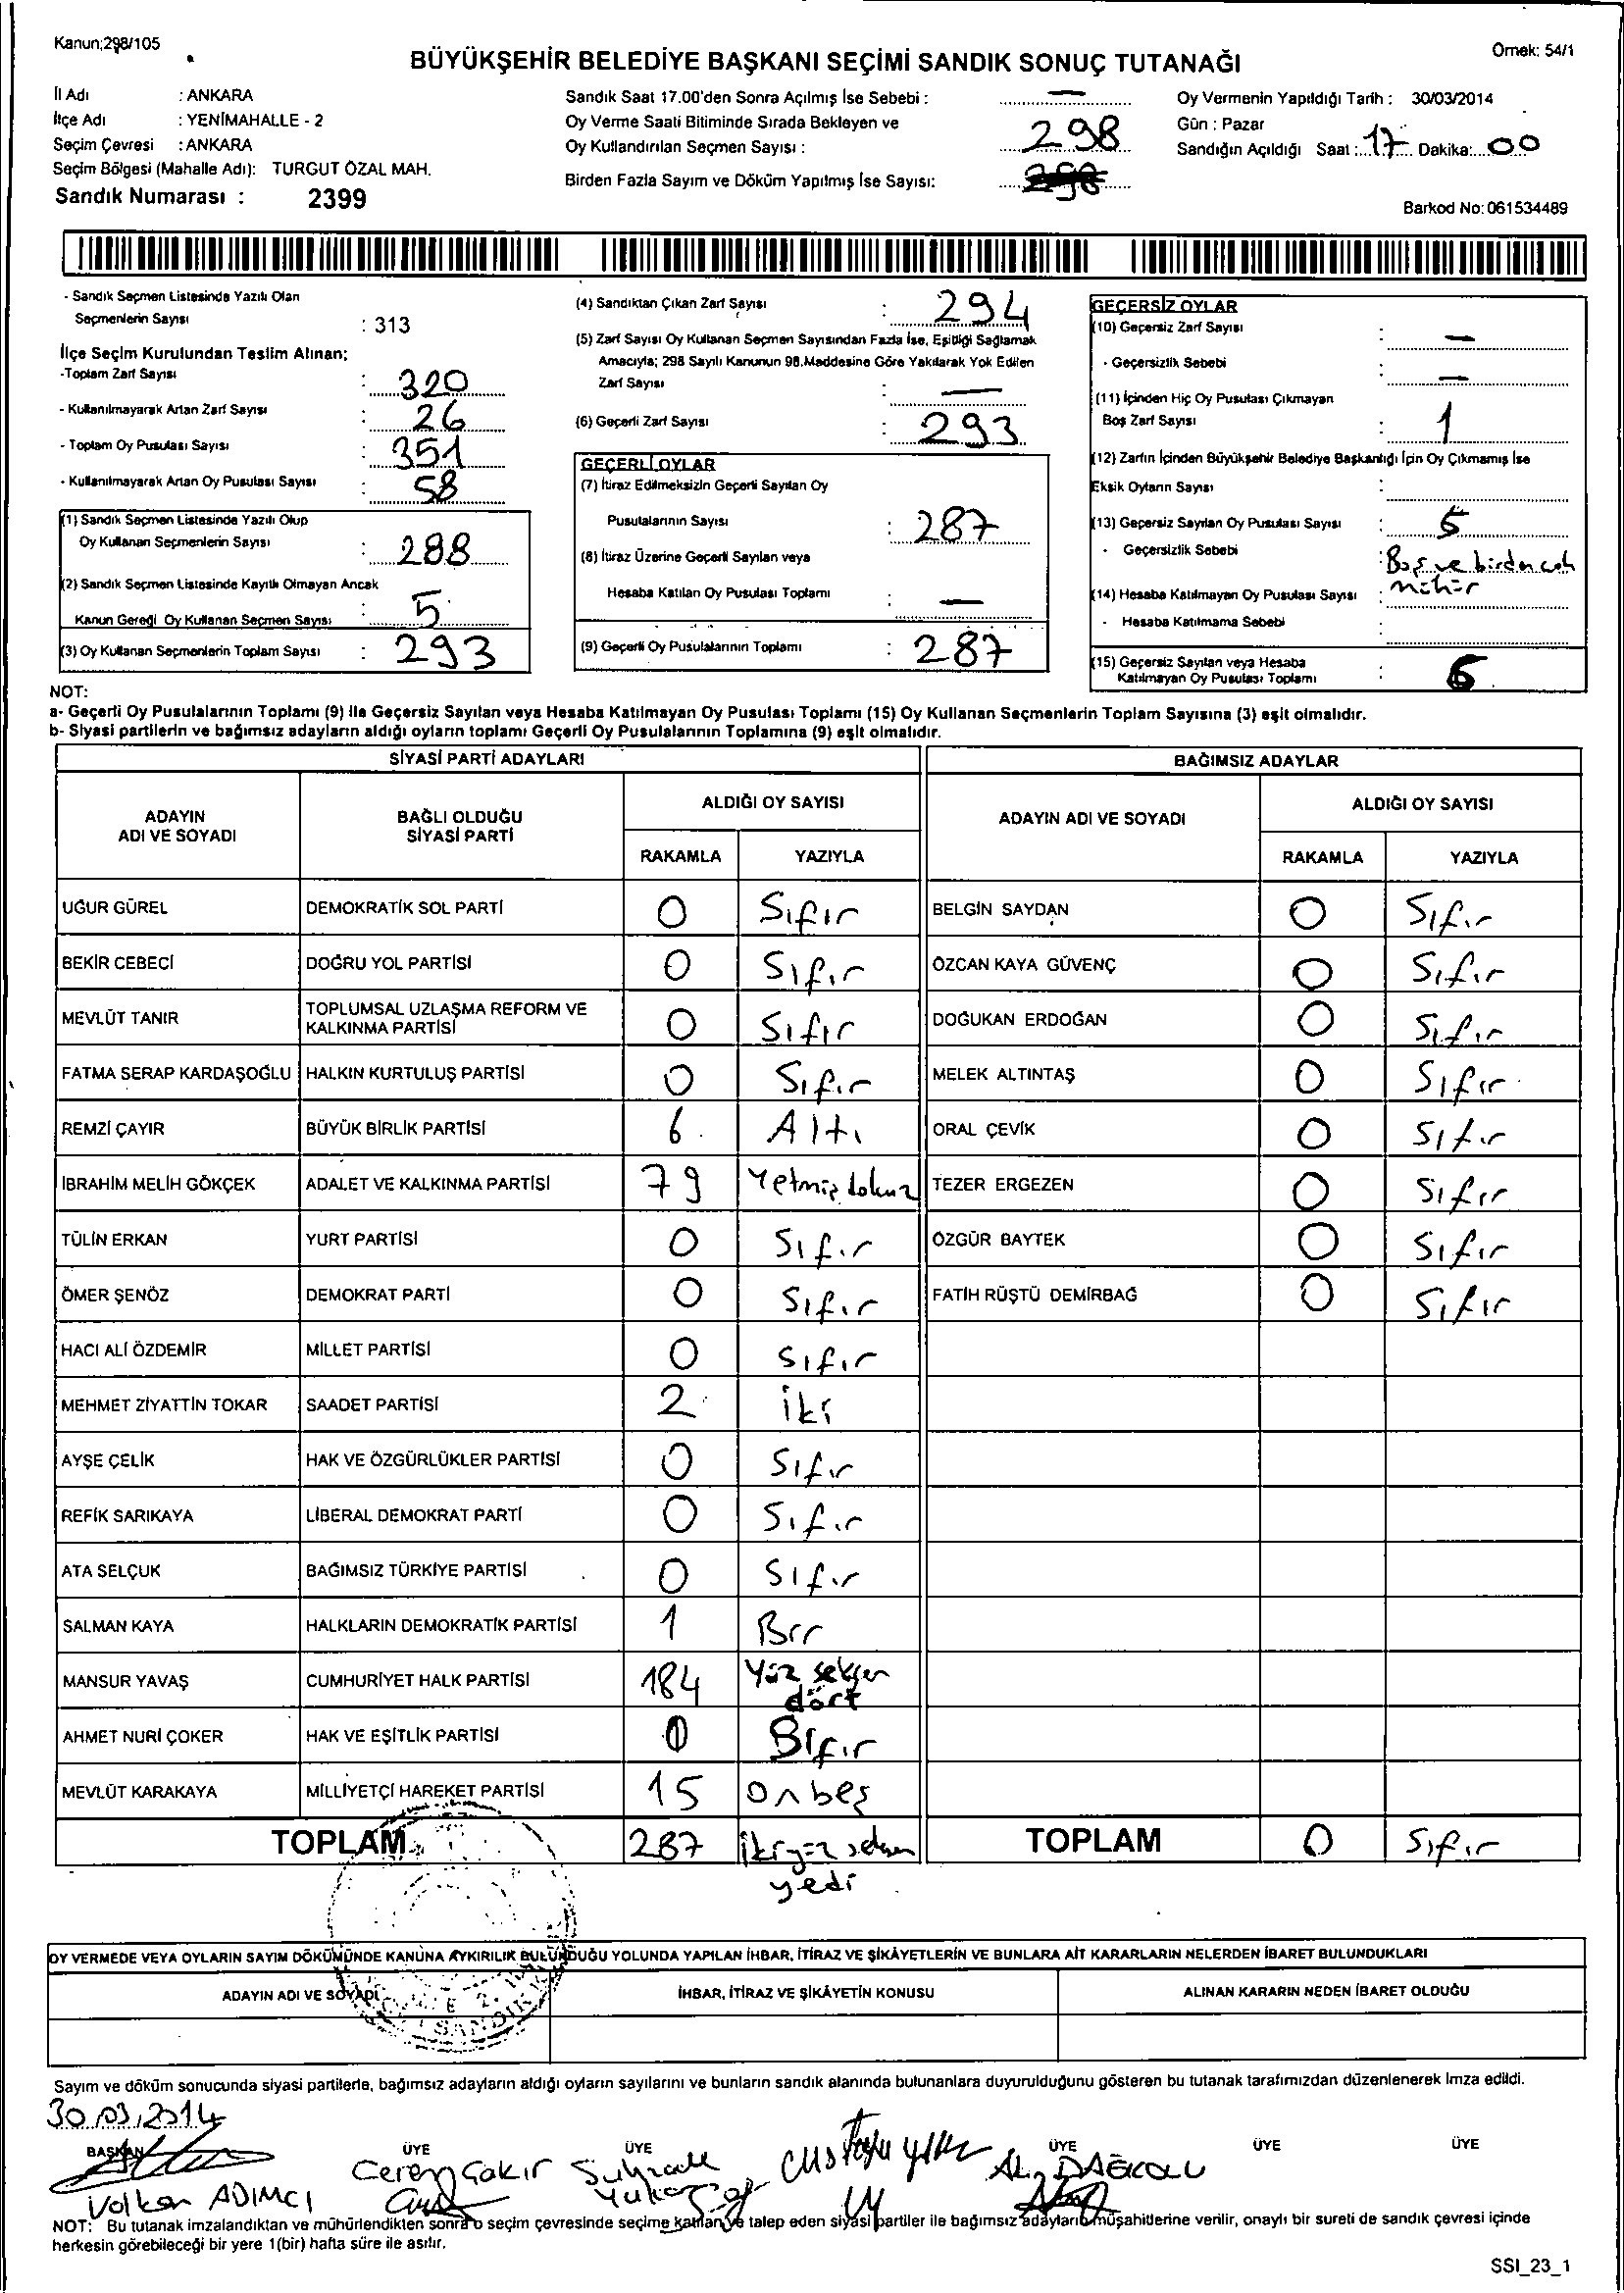 Kanun;298/105
BÜYÜKŞEHİR BELEDİYE BAŞKANI SEÇİMİ SANDIK SONUÇ TUTANAĞI
Örnek: 54/1
İl Adı : ANKARA
İlçe Adı : YENİMAHALLE - 2
Seçim Çevresi : ANKARA
Seçim Bölgesi (Mahalle Adı): TURGUT ÖZAL MAH.
Sandık Numarası : 2399
Sandık Saat 17.00'den Sonra Açılmış İse Sebebi : —
Oy Verme Saati Bitiminde Sırada Bekleyen ve
Oy Kullandırılan Seçmen Sayısı : 298
Birden Fazla Sayım ve Döküm Yapılmış İse Sayısı:
Oy Vermenin Yapıldığı Tarih : 30/03/2014
Gün : Pazar
Sandığın Açıldığı Saat : 17 Dakika: 00
Barkod No: 061534489
- Sandık Seçmen Listesinde Yazılı Olan
Seçmenlerin Sayısı : 313
İlçe Seçim Kurulundan Teslim Alınan;
-Toplam Zarf Sayısı : 320
- Kullanılmayarak Artan Zarf Sayısı : 26
- Toplam Oy Pusulası Sayısı : 351
- Kullanılmayarak Artan Oy Pusulası Sayısı : 58
(1) Sandık Seçmen Listesinde Yazılı Olup
Oy Kullanan Seçmenlerin Sayısı : 288
(2) Sandık Seçmen Listesinde Kayıtlı Olmayan Ancak
Kanun Gereği Oy Kullanan Seçmen Sayısı : 5
(3) Oy Kullanan Seçmenlerin Toplam Sayısı : 293
(4) Sandıktan Çıkan Zarf Sayısı : 294
(5) Zarf Sayısı Oy Kullanan Seçmen Sayısından Fazla İse, Eşitliği Sağlamak
Amacıyla; 298 Sayılı Kanunun 98.Maddesine Göre Yakılarak Yok Edilen
Zarf Sayısı : —
(6) Geçerli Zarf Sayısı : 293
GEÇERLİ OYLAR
(7) İtiraz Edilmeksizin Geçerli Sayılan Oy
Pusulalarının Sayısı : 287
(8) İtiraz Üzerine Geçerli Sayılan veya
Hesaba Katılan Oy Pusulası Toplamı : —
(9) Geçerli Oy Pusulalarının Toplamı : 287
GEÇERSİZ OYLAR
(10) Geçersiz Zarf Sayısı : —
- Geçersizlik Sebebi : —
(11) İçinden Hiç Oy Pusulası Çıkmayan
Boş Zarf Sayısı : 1
(12) Zarfın İçinden Büyükşehir Belediye Başkanlığı İçin Oy Çıkmamış İse
Eksik Oyların Sayısı :
(13) Geçersiz Sayılan Oy Pusulası Sayısı : 5
- Geçersizlik Sebebi : Boş ve birden çok
mühür
(14) Hesaba Katılmayan Oy Pusulası Sayısı :
- Hesaba Katılmama Sebebi :
(15) Geçersiz Sayılan veya Hesaba
Katılmayan Oy Pusulası Toplamı : 6
NOT:
a- Geçerli Oy Pusulalarının Toplamı (9) ile Geçersiz Sayılan veya Hesaba Katılmayan Oy Pusulası Toplamı (15) Oy Kullanan Seçmenlerin Toplam Sayısına (3) eşit olmalıdır.
b- Siyasi partilerin ve bağımsız adayların aldığı oyların toplamı Geçerli Oy Pusulalarının Toplamına (9) eşit olmalıdır.
SİYASİ PARTİ ADAYLARI BAĞIMSIZ ADAYLAR
ADAYIN ADI VE SOYADI BAĞLI OLDUĞU SİYASİ PARTİ ALDIĞI OY SAYISI ADAYIN ADI VE SOYADI ALDIĞI OY SAYISI
RAKAMLA YAZIYLA RAKAMLA YAZIYLA
UĞUR GÜREL DEMOKRATİK SOL PARTİ 0 Sıfır BELGİN SAYDAN 0 Sıfır
BEKİR CEBECİ DOĞRU YOL PARTİSİ 0 Sıfır ÖZCAN KAYA GÜVENÇ 0 Sıfır
MEVLÜT TANIR TOPLUMSAL UZLAŞMA REFORM VE KALKINMA PARTİSİ 0 Sıfır DOĞUKAN ERDOĞAN 0 Sıfır
FATMA SERAP KARDAŞOĞLU HALKIN KURTULUŞ PARTİSİ 0 Sıfır MELEK ALTINTAŞ 0 Sıfır
REMZİ ÇAYIR BÜYÜK BİRLİK PARTİSİ 6 Altı ORAL ÇEVİK 0 Sıfır
İBRAHİM MELİH GÖKÇEK ADALET VE KALKINMA PARTİSİ 79 Yetmiş dokuz TEZER ERGEZEN 0 Sıfır
TÜLİN ERKAN YURT PARTİSİ 0 Sıfır ÖZGÜR BAYTEK 0 Sıfır
ÖMER ŞENÖZ DEMOKRAT PARTİ 0 Sıfır FATİH RÜŞTÜ DEMİRBAĞ 0 Sıfır
HACI ALİ ÖZDEMİR MİLLET PARTİSİ 0 Sıfır
MEHMET ZİYATTİN TOKAR SAADET PARTİSİ 2 iki
AYŞE ÇELİK HAK VE ÖZGÜRLÜKLER PARTİSİ 0 Sıfır
REFİK SARIKAYA LİBERAL DEMOKRAT PARTİ 0 Sıfır
ATA SELÇUK BAĞIMSIZ TÜRKİYE PARTİSİ 0 Sıfır
SALMAN KAYA HALKLARIN DEMOKRATİK PARTİSİ 1 Bir
MANSUR YAVAŞ CUMHURİYET HALK PARTİSİ 184 Yüz seksen dört
AHMET NURİ ÇOKER HAK VE EŞİTLİK PARTİSİ 0 Sıfır
MEVLÜT KARAKAYA MİLLİYETÇİ HAREKET PARTİSİ 15 Onbeş
TOPLAM 287 ikiyüz seksen yedi TOPLAM 0 Sıfır
OY VERMEDE VEYA OYLARIN SAYIM DÖKÜMÜNDE KANUNA AYKIRILIK BULUNDUĞU YOLUNDA YAPILAN İHBAR, İTİRAZ VE ŞİKÂYETLERİN VE BUNLARA AİT KARARLARIN NELERDEN İBARET BULUNDUKLARI
ADAYIN ADI VE SOYADI İHBAR, İTİRAZ VE ŞİKÂYETİN KONUSU ALINAN KARARIN NEDEN İBARET OLDUĞU
Sayım ve döküm sonucunda siyasi partilerle, bağımsız adayların aldığı oyların sayılarını ve bunların sandık alanında bulunanlara duyurulduğunu gösteren bu tutanak tarafımızdan düzenlenerek imza edildi.
30.03.2014
BAŞKAN ÜYE ÜYE ÜYE ÜYE ÜYE
Volkan ADIMCI Ceren Çakır
NOT: Bu tutanak imzalandıktan ve mühürlendikten sonra o seçim çevresinde seçime katılan ve talep eden siyasi partiler ile bağımsız adayların müşahitlerine verilir, onaylı bir sureti de sandık çevresi içinde
herkesin görebileceği bir yere 1(bir) hafta süre ile asılır.
SSI_23_1